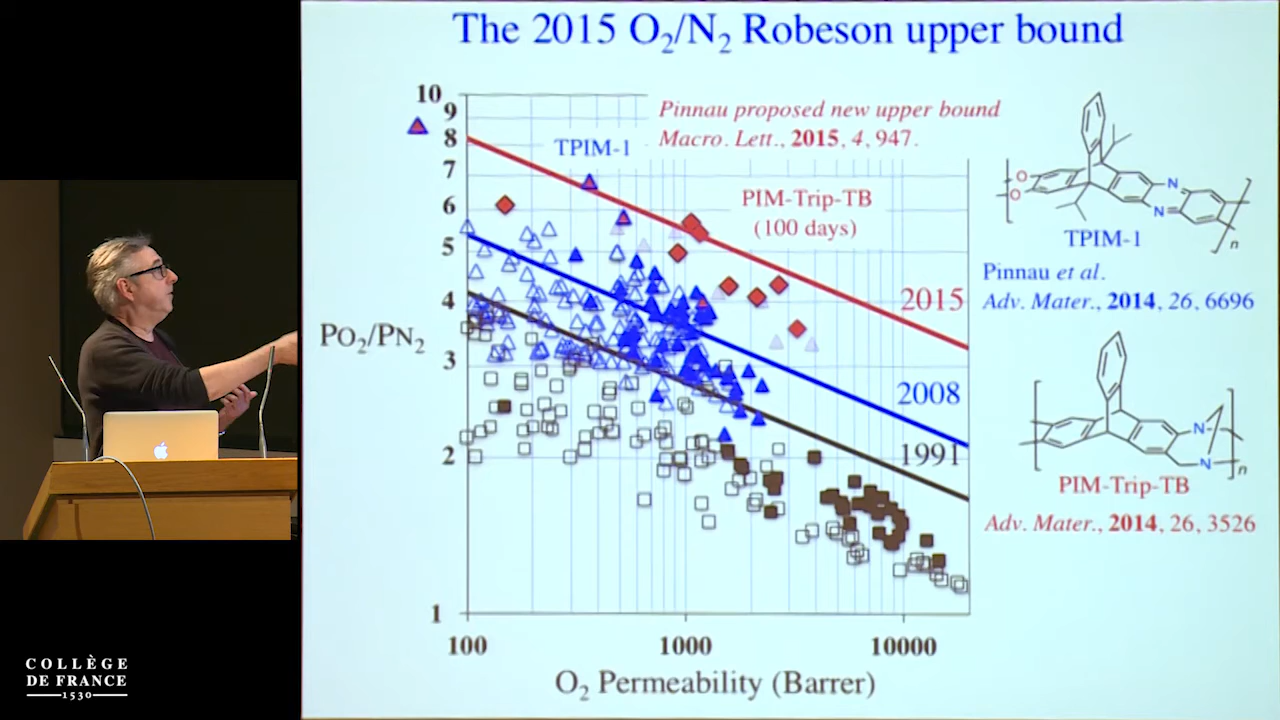 The 2015 O₂/N₂ Robeson upper bound
10
9
8
7
6
5
4
3
2
1
PO₂/PN₂
100
1000
10000
O₂ Permeability (Barrer)
Pinnau proposed new upper bound
Macro. Lett., 2015, 4, 947.
TPIM-1
PIM-Trip-TB
(100 days)
2015
2008
1991
O
O
N
N
n
TPIM-1
Pinnau et al.
Adv. Mater., 2014, 26, 6696
N
N
n
PIM-Trip-TB
Adv. Mater., 2014, 26, 3526
COLLÈGE
DE FRANCE
1530